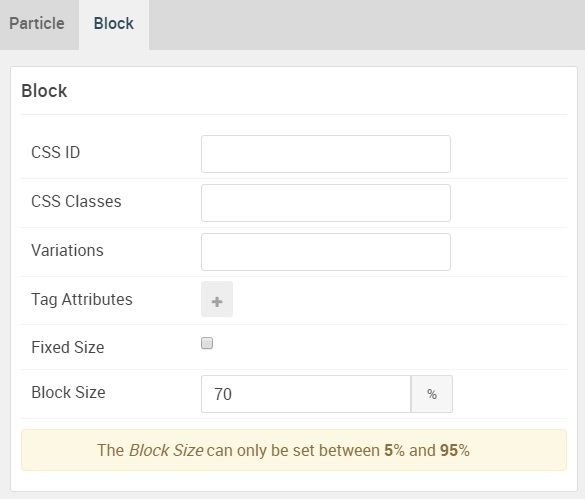 Particle Block
Block
CSS ID
CSS Classes
Variations
Tag Attributes
+
Fixed Size
Block Size 70 %
The Block Size can only be set between 5% and 95%